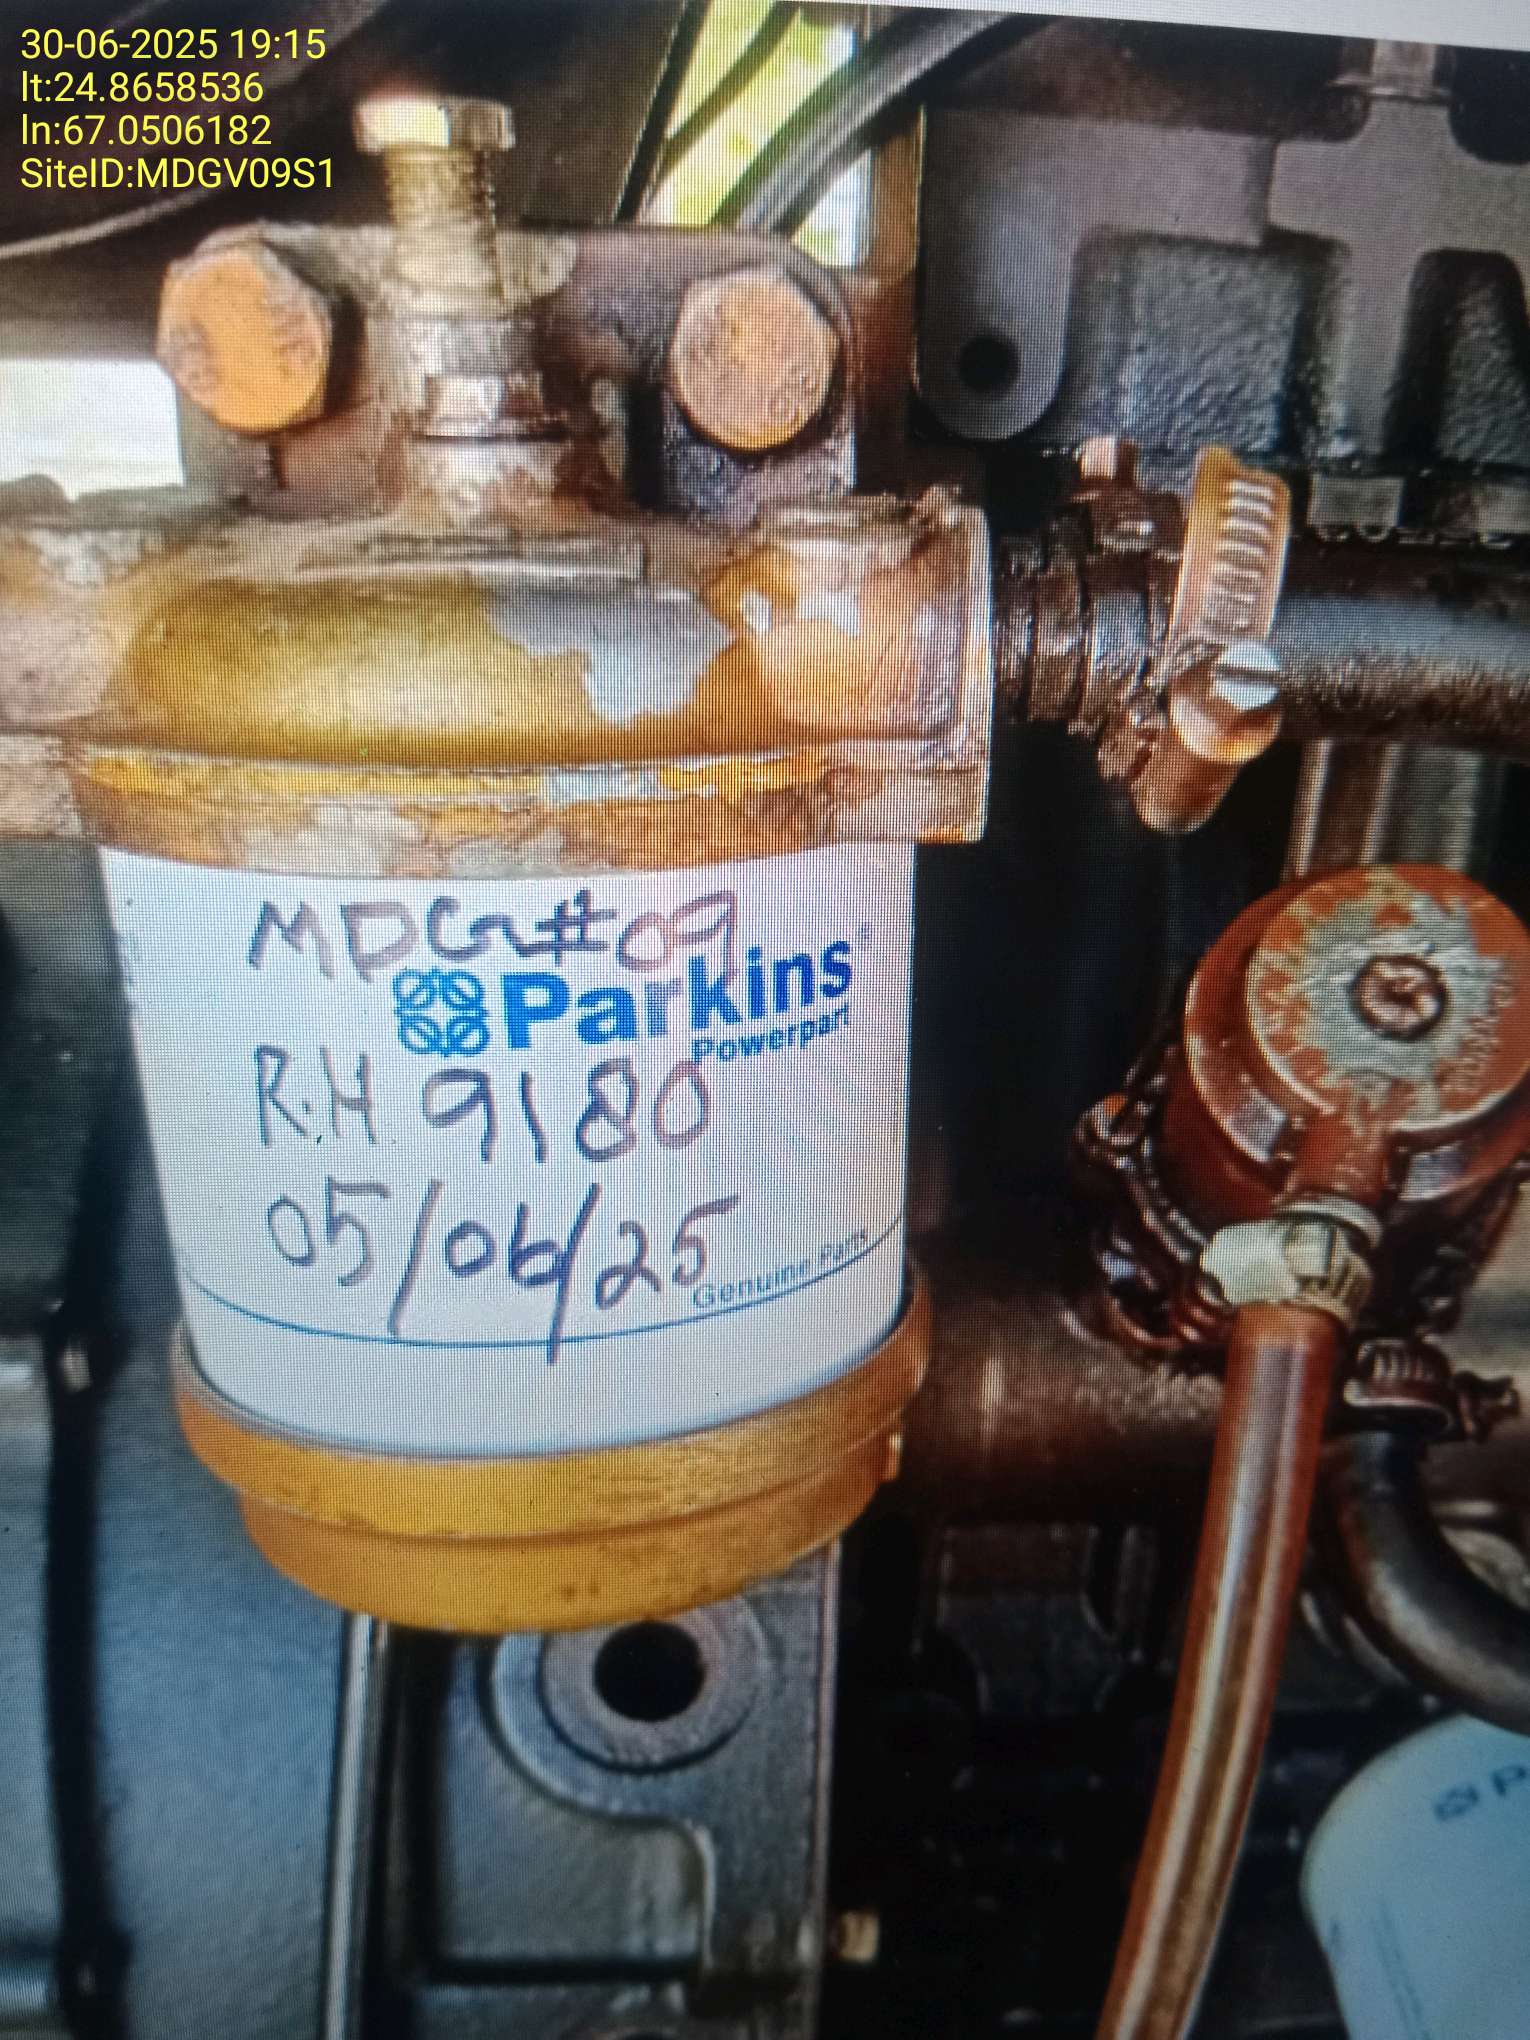 30-06-2025 19:15
lt:24.8658536
ln:67.0506182
SiteID:MDGV09S1
MDG#09
Parkins
Powerpart
R.H 9180
05/06/25
Genuine Parts